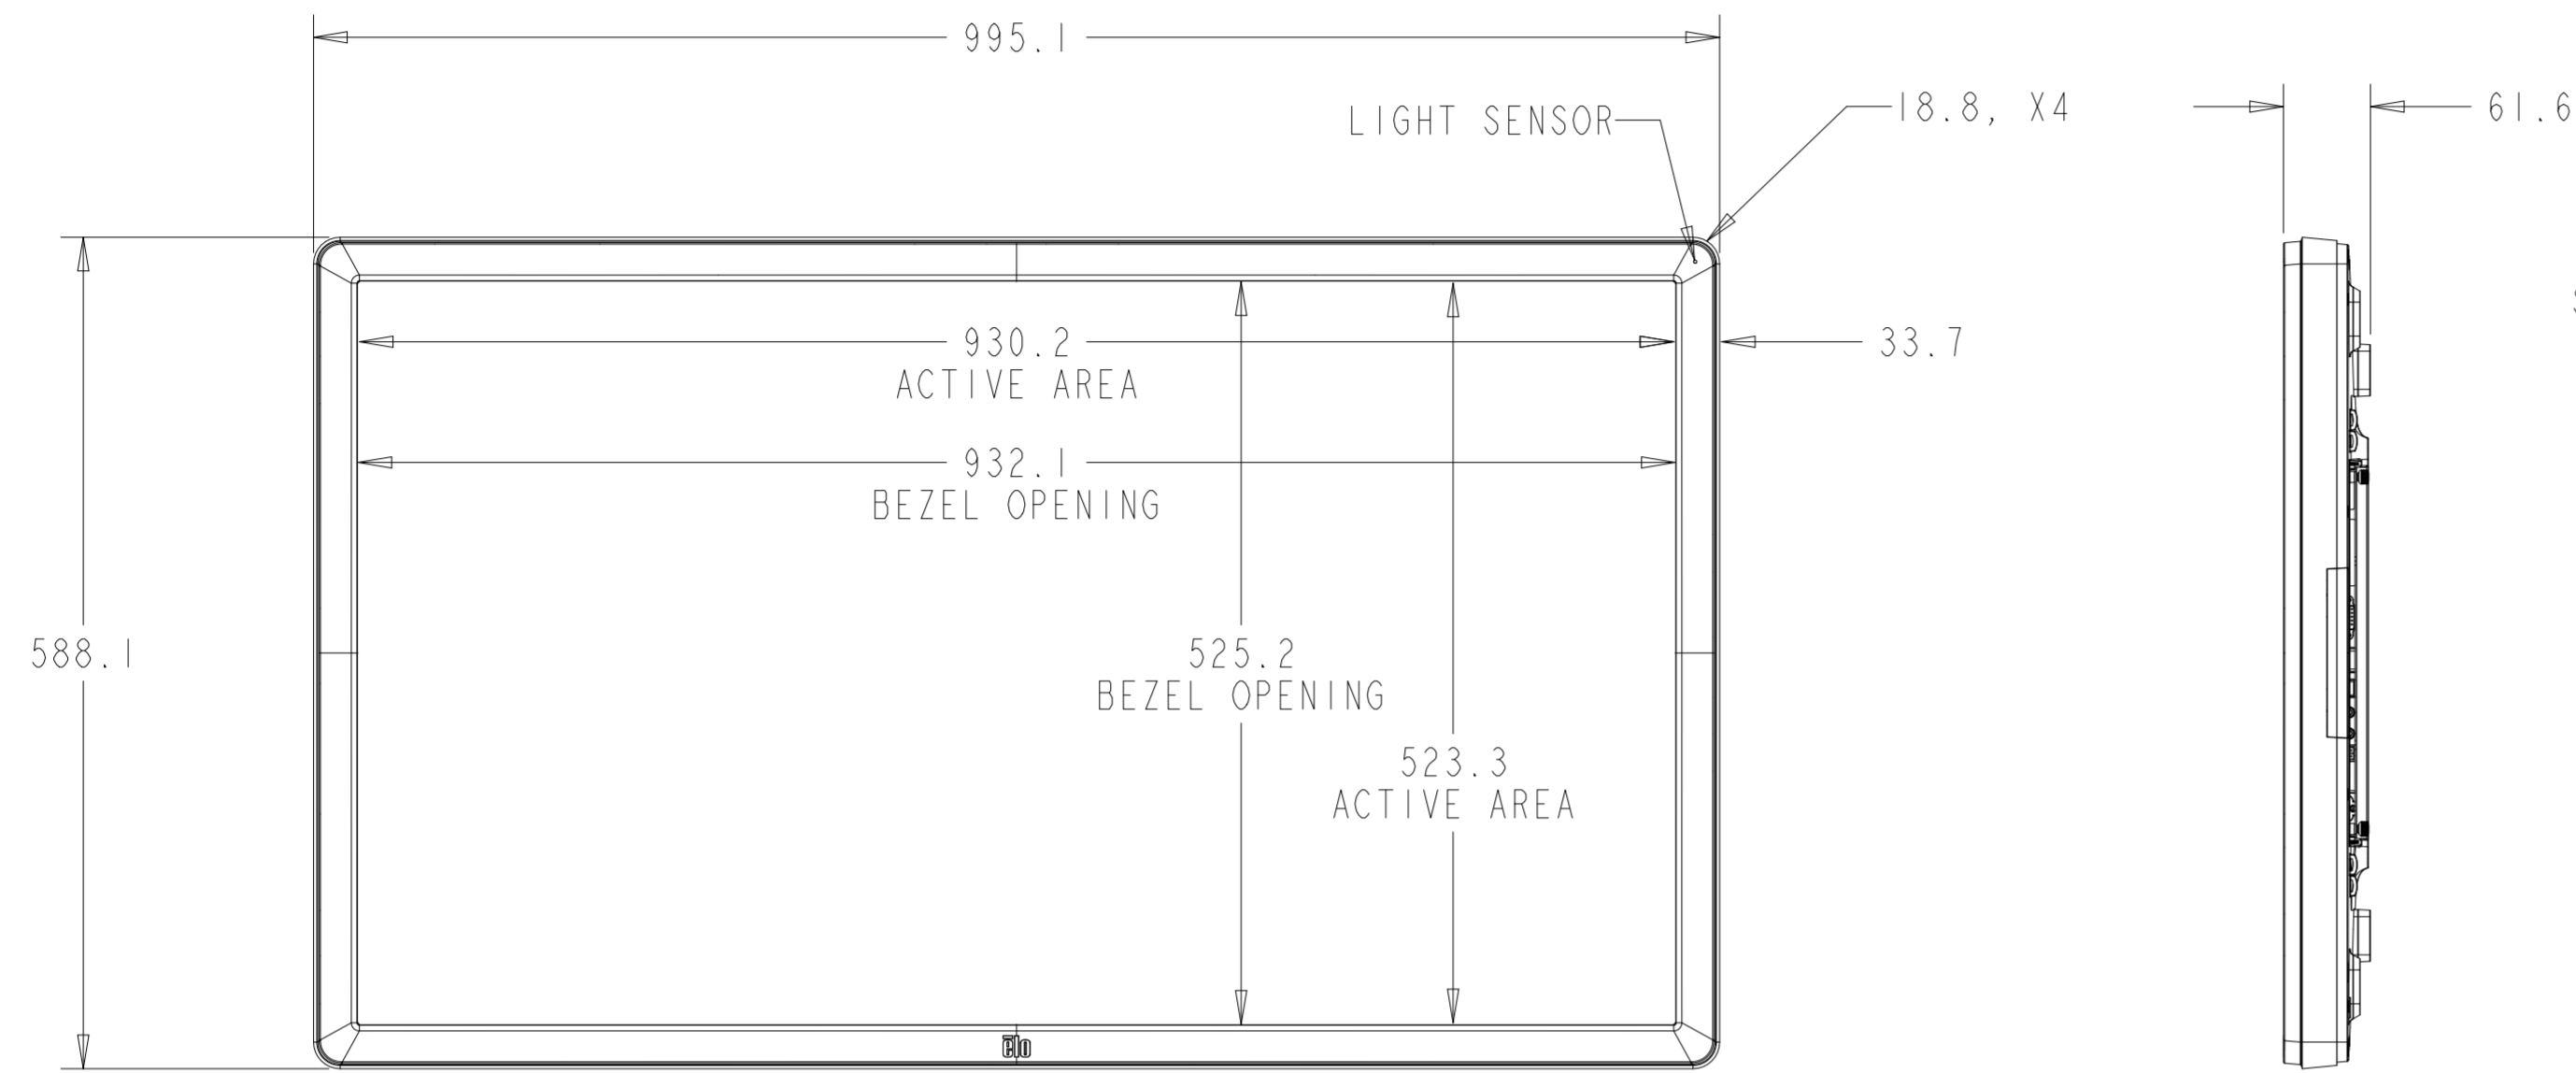 995.1
LIGHT SENSOR
18.8, X4
61.6
930.2
ACTIVE AREA
33.7
932.1
BEZEL OPENING
588.1
525.2
BEZEL OPENING
523.3
ACTIVE AREA
elo